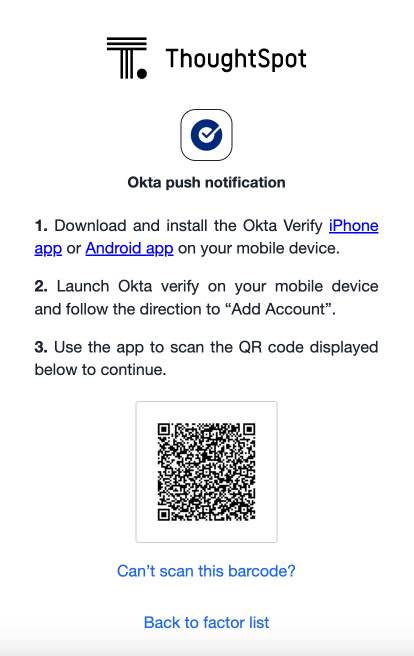 ThoughtSpot
Okta push notification
1. Download and install the Okta Verify iPhone
app or Android app on your mobile device.
2. Launch Okta verify on your mobile device
and follow the direction to “Add Account”.
3. Use the app to scan the QR code displayed
below to continue.
Can’t scan this barcode?
Back to factor list